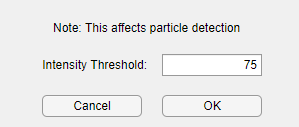 Note: This affects particle detection
Intensity Threshold: 75
Cancel OK